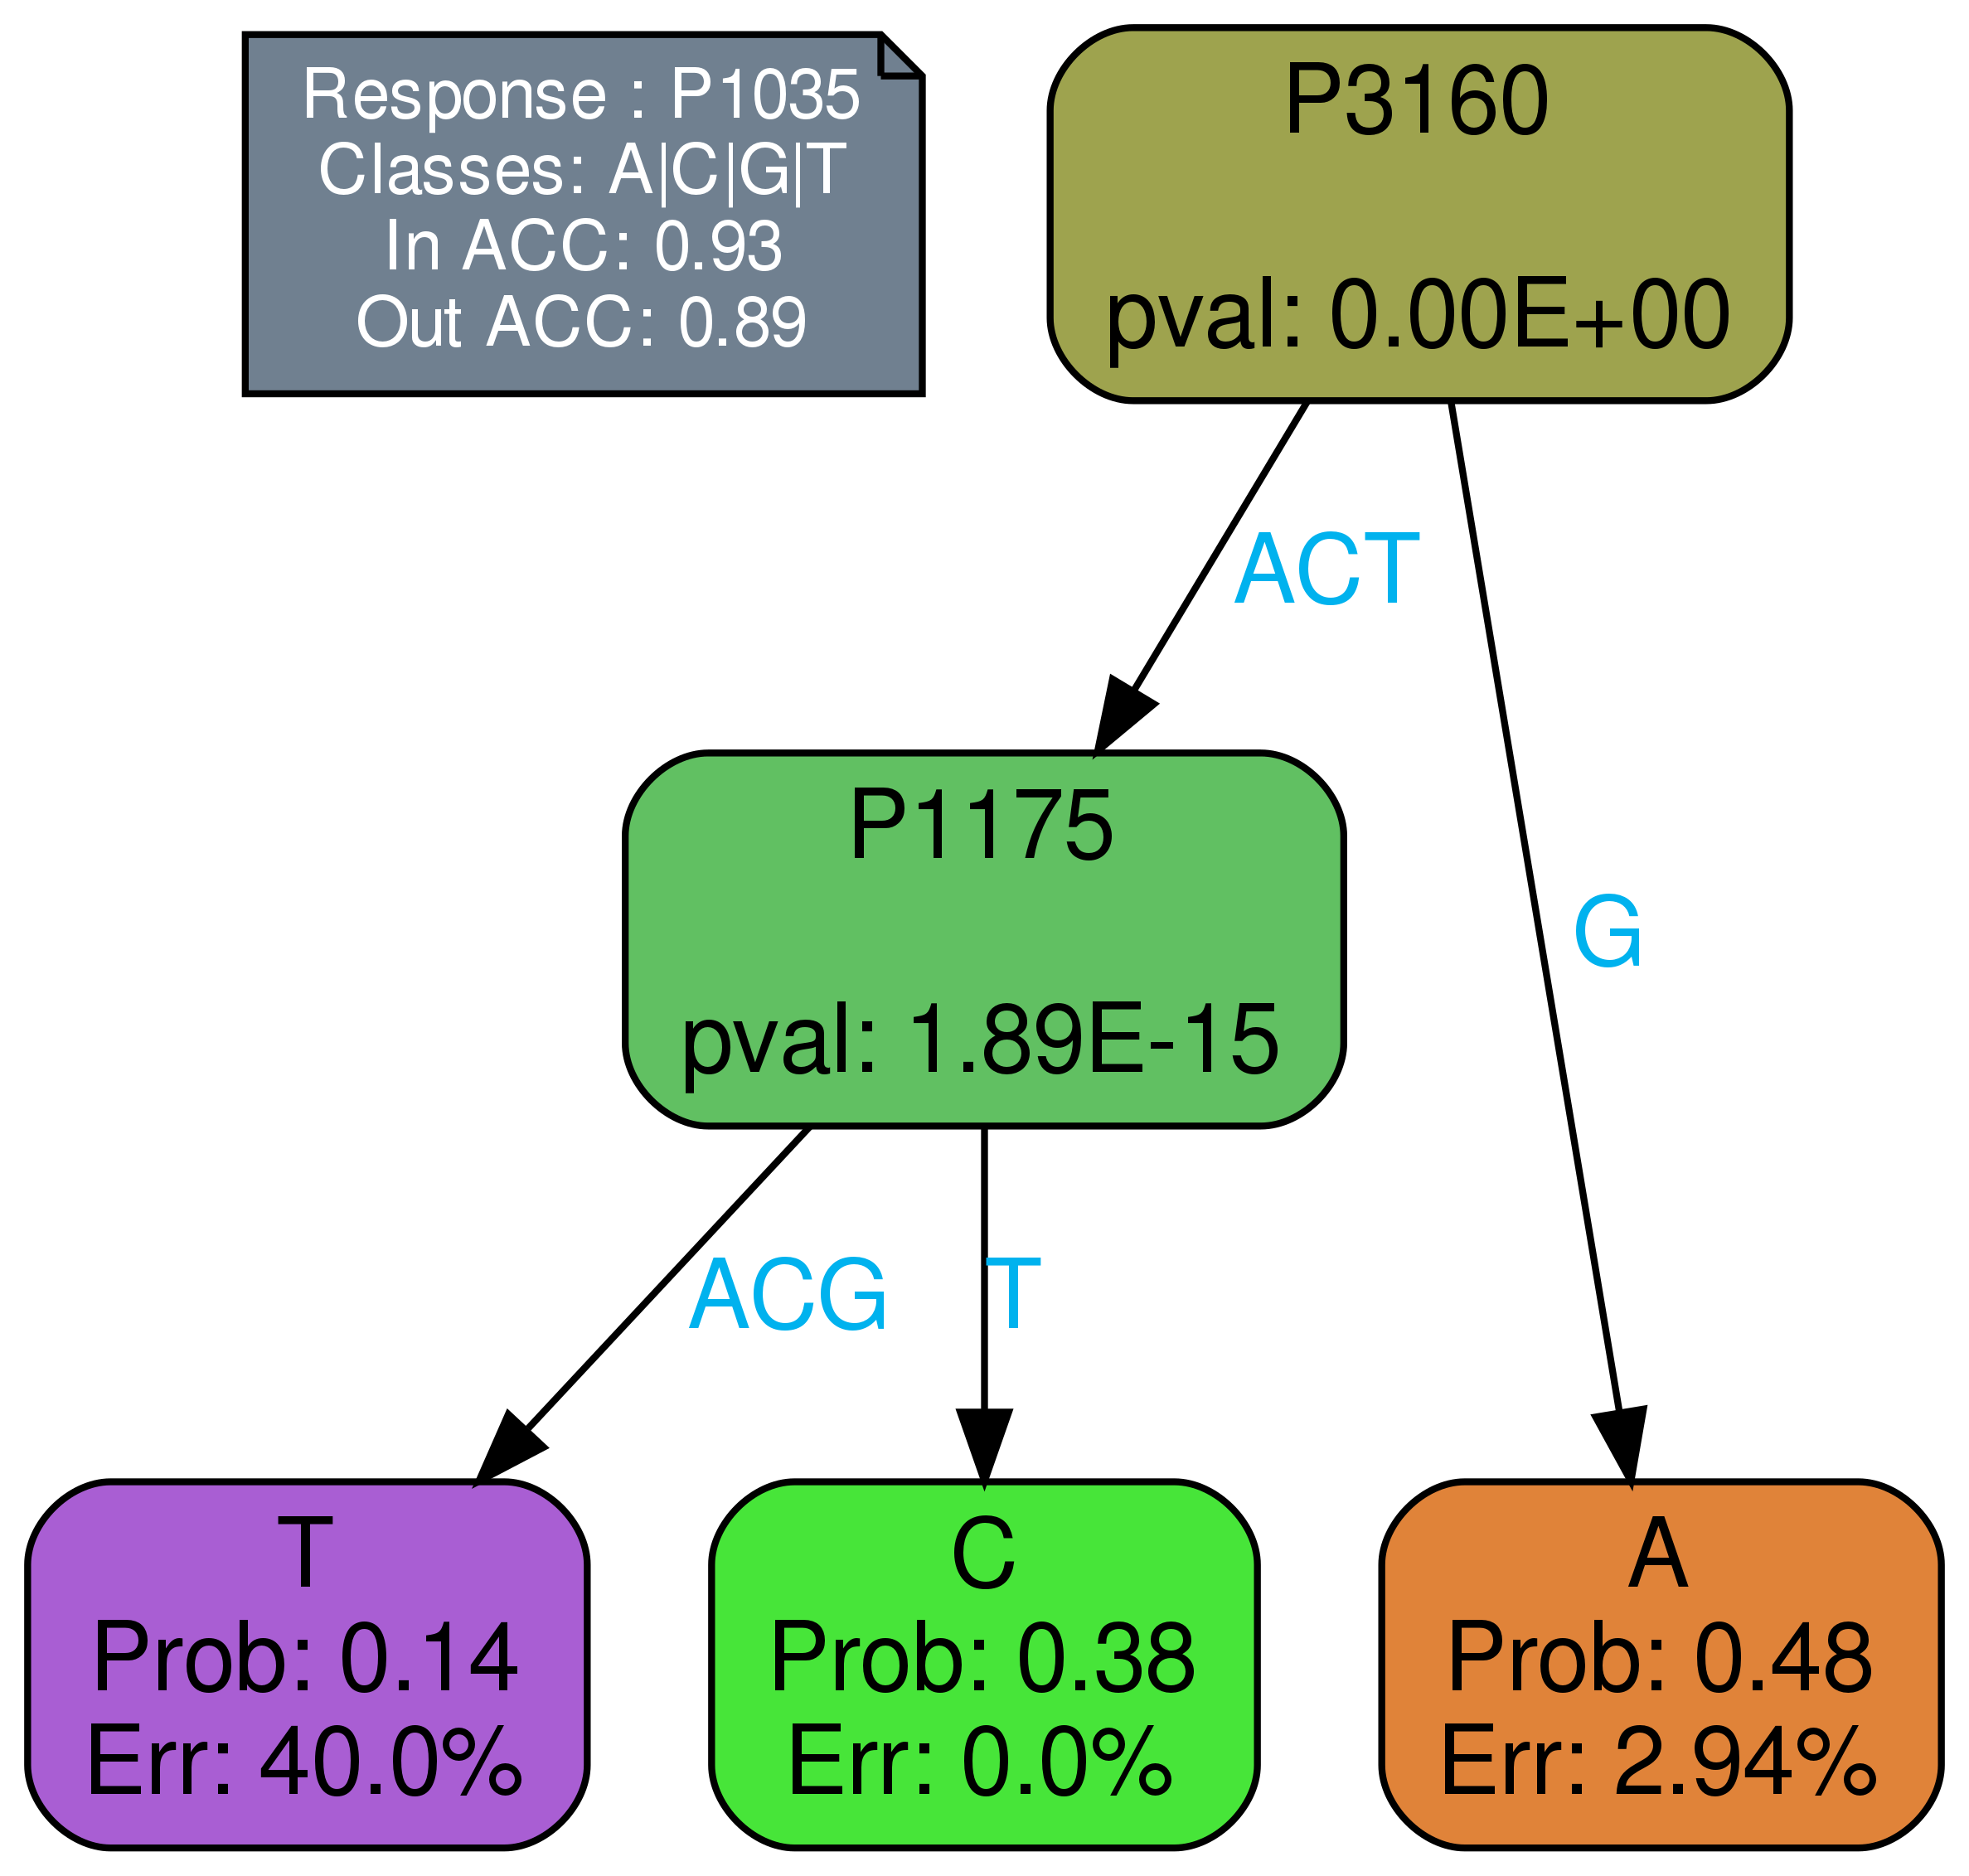 Response : P1035
Classes: A|C|G|T
In ACC: 0.93
Out ACC: 0.89
P3160
pval: 0.00E+00
ACT
P1175
pval: 1.89E-15
G
ACG
T
T
Prob: 0.14
Err: 40.0%
C
Prob: 0.38
Err: 0.0%
A
Prob: 0.48
Err: 2.94%